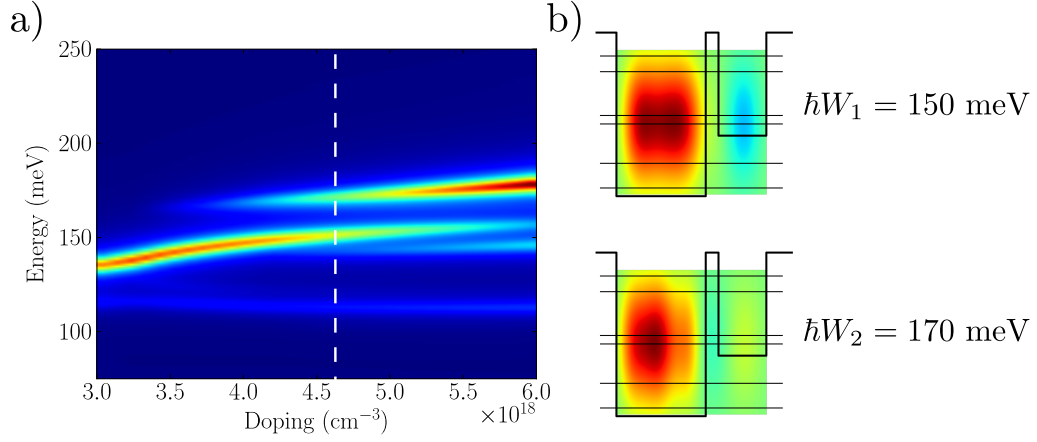 a)
250
200
150
100
Energy (meV)
3.0 3.5 4.0 4.5 5.0 5.5 6.0
Doping (cm⁻³)
×10¹⁸
b)
ℏW₁ = 150 meV
ℏW₂ = 170 meV